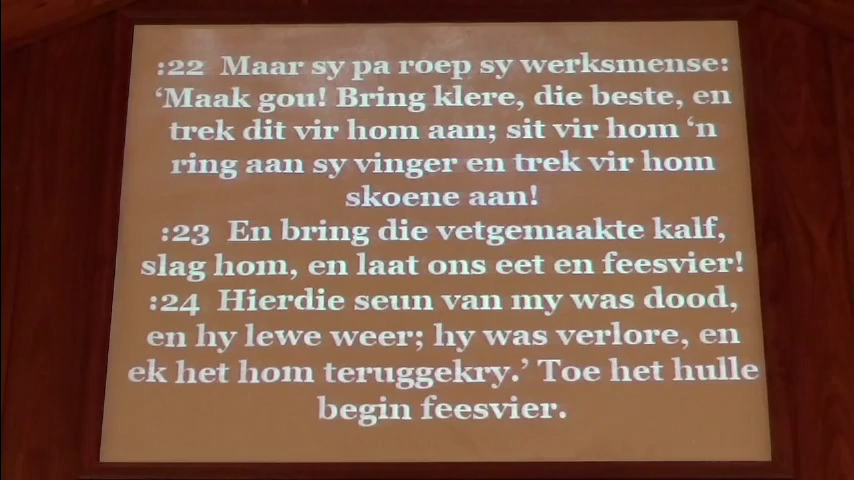 :22 Maar sy pa roep sy werksmense:
‘Maak gou! Bring klere, die beste, en
trek dit vir hom aan; sit vir hom ‘n
ring aan sy vinger en trek vir hom
skoene aan!
:23 En bring die vetgemaakte kalf,
slag hom, en laat ons eet en feesvier!
:24 Hierdie seun van my was dood,
en hy lewe weer; hy was verlore, en
ek het hom teruggekry.’ Toe het hulle
begin feesvier.